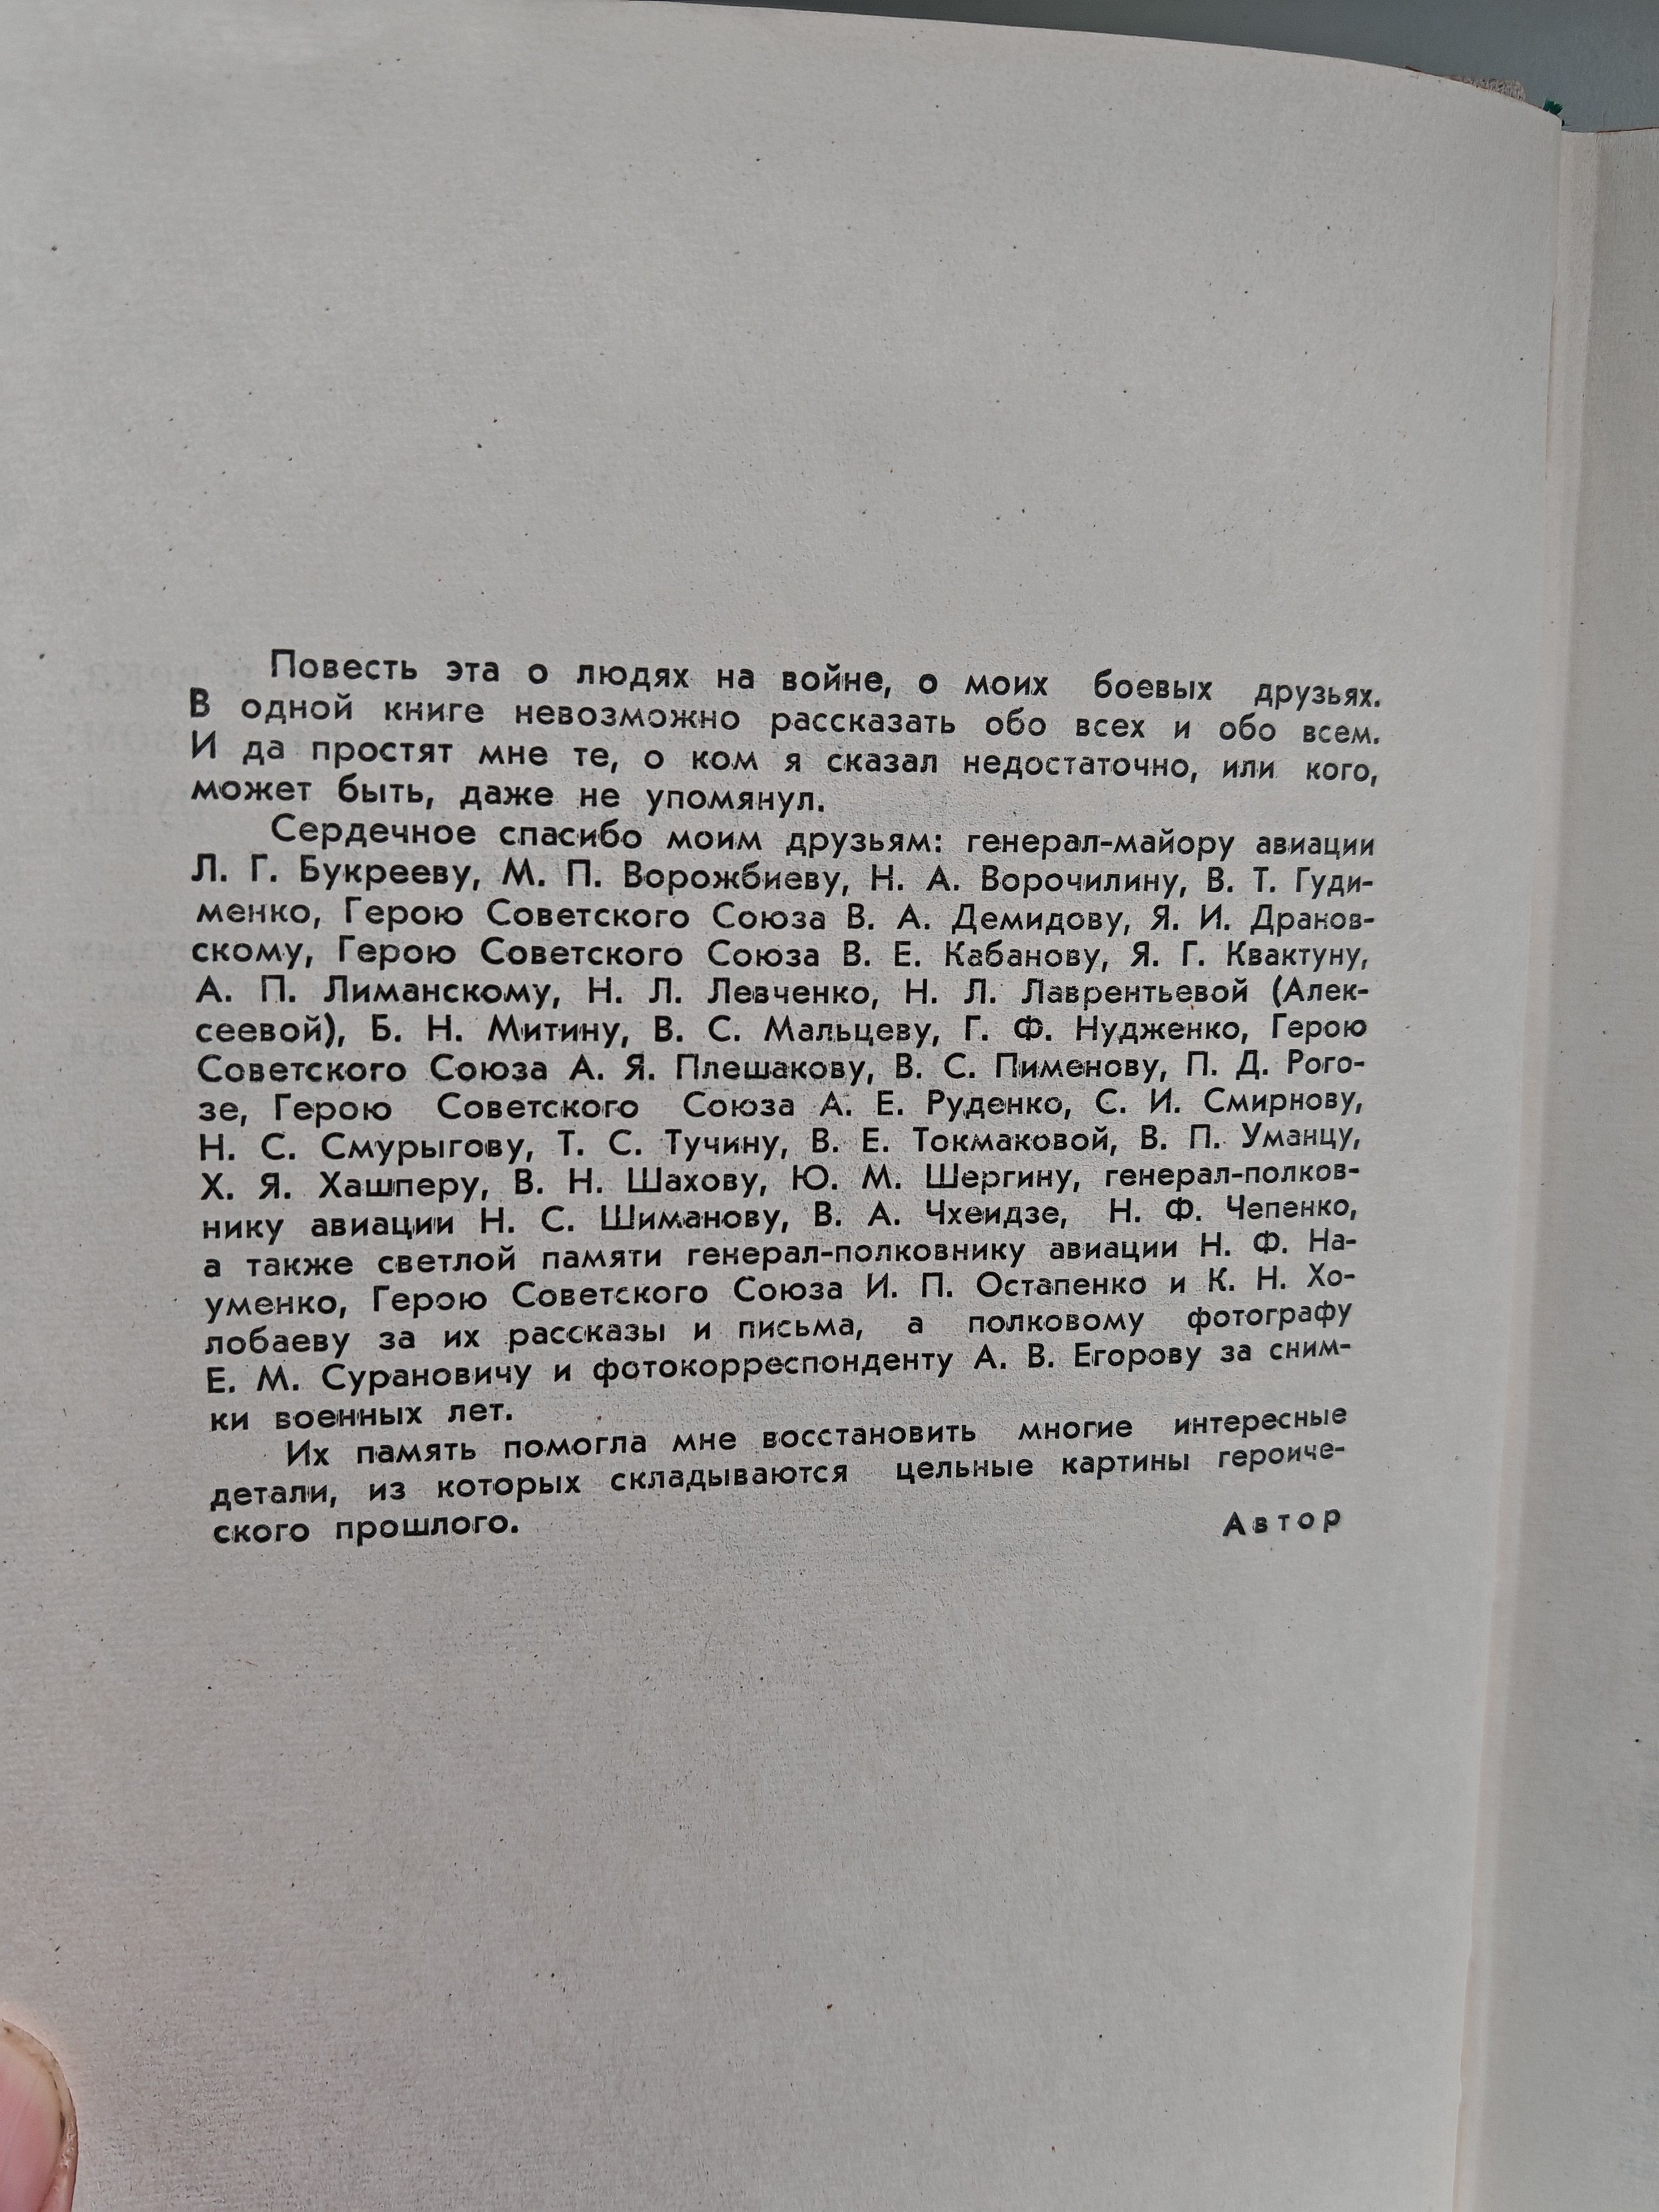 Повесть эта о людях на войне, о моих боевых друзьях.
В одной книге невозможно рассказать обо всех и обо всем.
И да простят мне те, о ком я сказал недостаточно, или кого,
может быть, даже не упомянул.
Сердечное спасибо моим друзьям: генерал-майору авиации
Л. Г. Букрееву, М. П. Ворожбиеву, Н. А. Ворочилину, В. Т. Гуди-
менко, Герою Советского Союза В. А. Демидову, Я. И. Дранов-
скому, Герою Советского Союза В. Е. Кабанову, Я. Г. Квактуну,
А. П. Лиманскому, Н. Л. Левченко, Н. Л. Лаврентьевой (Алек-
сеевой), Б. Н. Митину, В. С. Мальцеву, Г. Ф. Нудженко, Герою
Советского Союза А. Я. Плешакову, В. С. Пименову, П. Д. Рого-
зе, Герою Советского Союза А. Е. Руденко, С. И. Смирнову,
Н. С. Смурыгову, Т. С. Тучину, В. Е. Токмаковой, В. П. Уманцу,
Х. Я. Хашперу, В. Н. Шахову, Ю. М. Шергину, генерал-полков-
нику авиации Н. С. Шиманову, В. А. Чхеидзе, Н. Ф. Чепенко,
а также светлой памяти генерал-полковнику авиации Н. Ф. На-
уменко, Герою Советского Союза И. П. Остапенко и К. Н. Хо-
лобаеву за их рассказы и письма, а полковому фотографу
Е. М. Сурановичу и фотокорреспонденту А. В. Егорову за сним-
ки военных лет.
Их память помогла мне восстановить многие интересные
детали, из которых складываются цельные картины героиче-
ского прошлого.
Автор